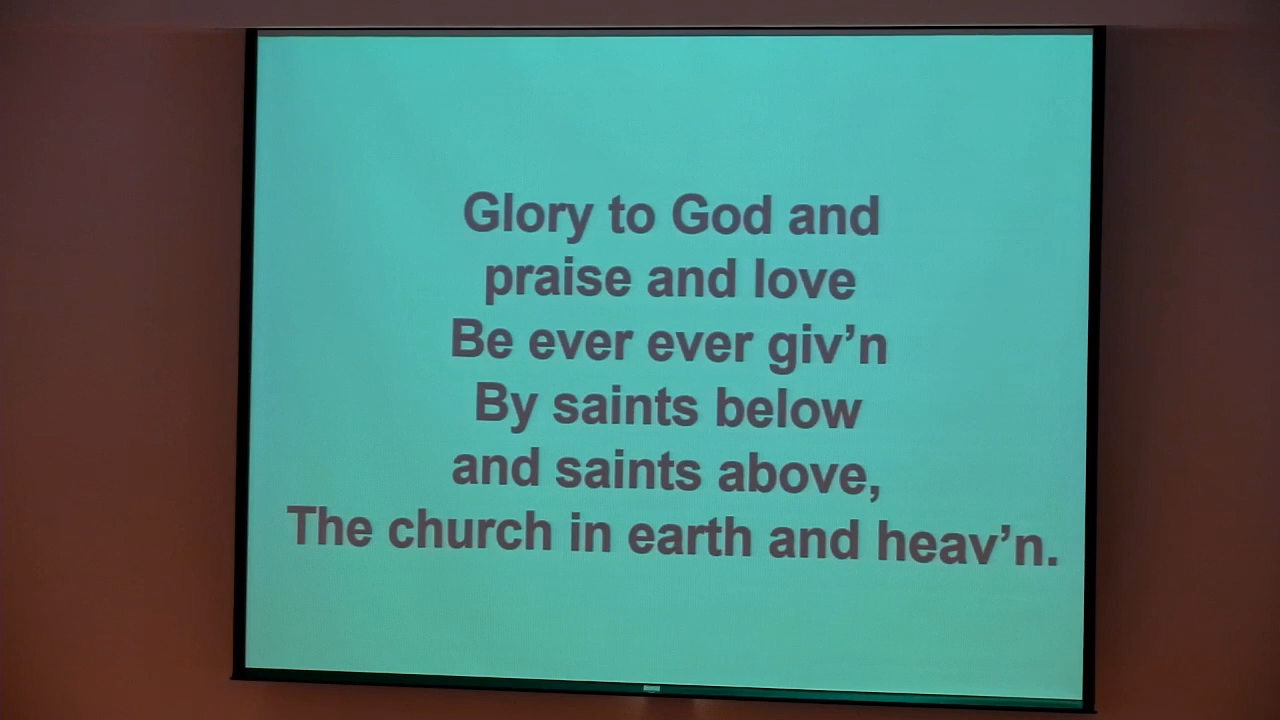 Glory to God and
praise and love
Be ever ever giv’n
By saints below
and saints above,
The church in earth and heav’n.